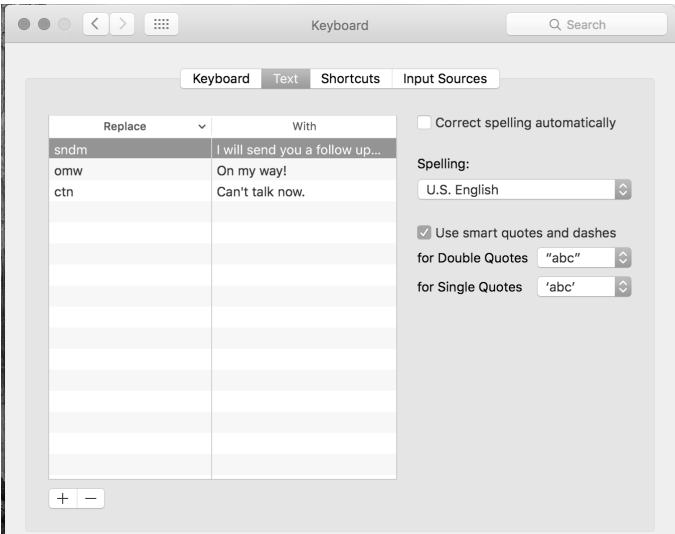 Keyboard
Search
Keyboard Text Shortcuts Input Sources
Replace With
sndm I will send you a follow up...
omw On my way!
ctn Can't talk now.
Correct spelling automatically
Spelling:
U.S. English
Use smart quotes and dashes
for Double Quotes “abc”
for Single Quotes ‘abc’
+ −